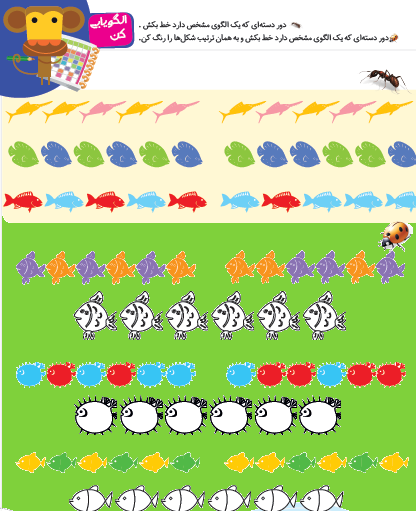 الگویابی
کن
دور دسته‌ای که یک الگوی مشخص دارد خط بکش .
دور دسته‌ای که یک الگوی مشخص دارد خط بکش و به همان ترتیب شکل‌ها را رنگ کن.